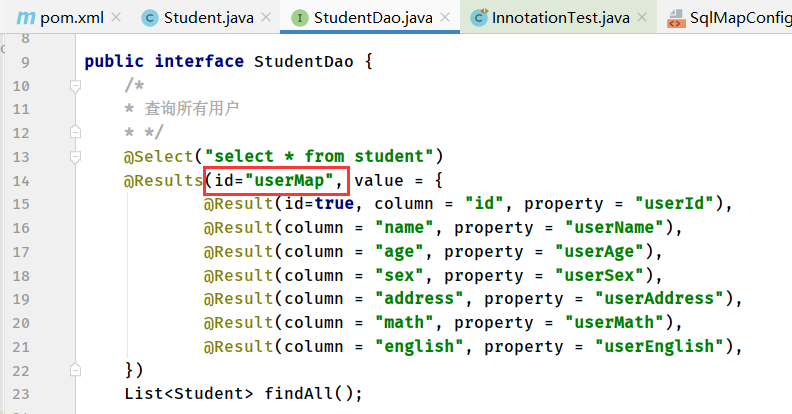 pom.xml × Student.java × StudentDao.java × InnotationTest.java × SqlMapConfig
8
9 public interface StudentDao {
10 /*
11 * 查询所有用户
12 * */
13 @Select("select * from student")
14 @Results(id="userMap", value = {
15 @Result(id=true, column = "id", property = "userId"),
16 @Result(column = "name", property = "userName"),
17 @Result(column = "age", property = "userAge"),
18 @Result(column = "sex", property = "userSex"),
19 @Result(column = "address", property = "userAddress"),
20 @Result(column = "math", property = "userMath"),
21 @Result(column = "english", property = "userEnglish"),
22 })
23 List<Student> findAll();